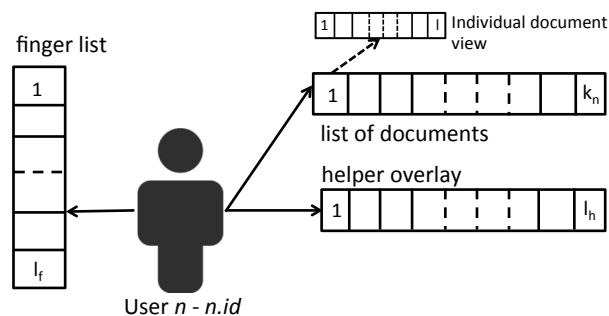 finger list
1
l_f
User n - n.id
1
l
Individual document
view
1
k_n
list of documents
helper overlay
1
l_h